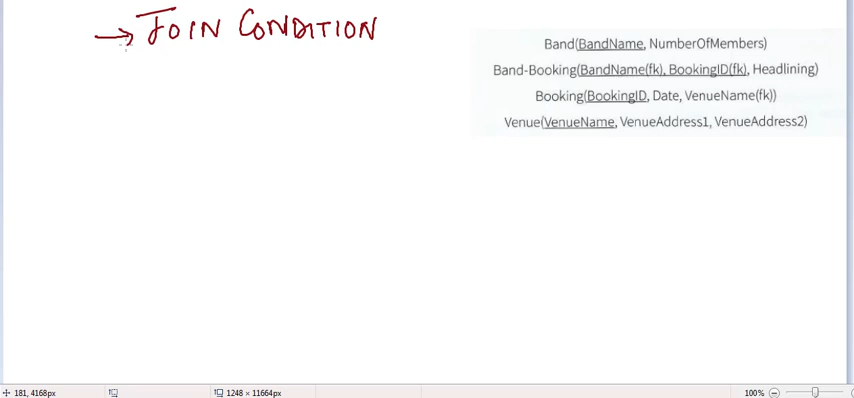 → JOIN CONDITION
Band(BandName, NumberOfMembers)
Band-Booking(BandName(fk), BookingID(fk), Headlining)
Booking(BookingID, Date, VenueName(fk))
Venue(VenueName, VenueAddress1, VenueAddress2)
181, 4168px 1248 × 11664px 100%